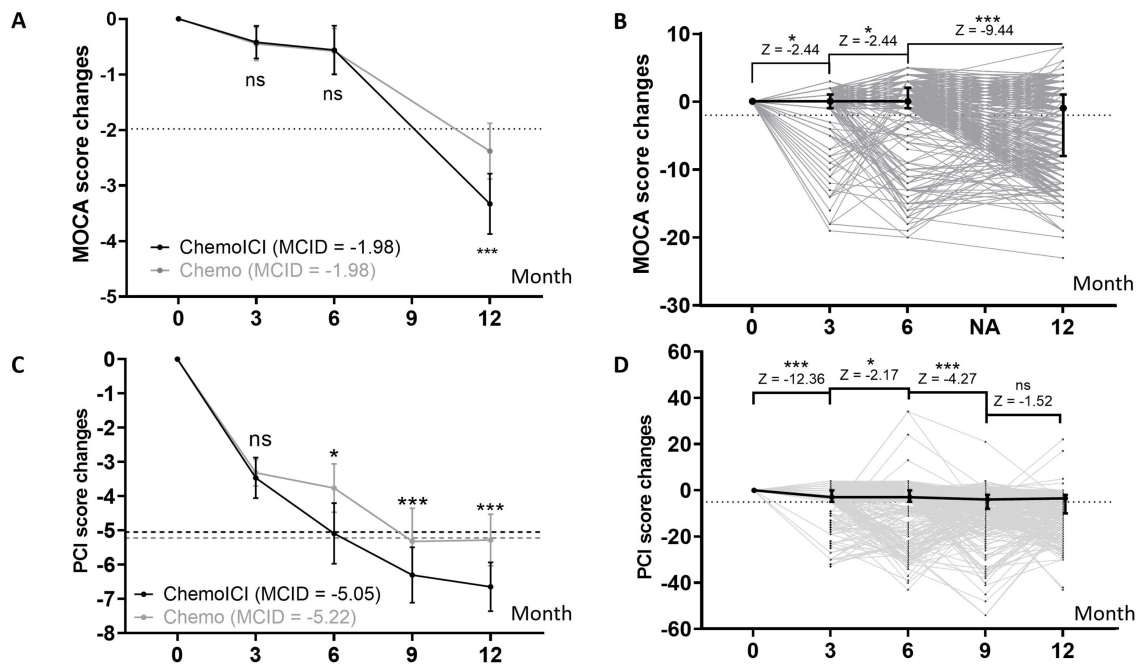 A
MOCA score changes
0
-1
-2
-3
-4
-5
ns
ns
***
ChemoICI (MCID = -1.98)
Chemo (MCID = -1.98)
Month
0 3 6 9 12
B
MOCA score changes
10
0
-10
-20
-30
*
Z = -2.44
*
Z = -2.44
***
Z = -9.44
Month
0 3 6 NA 12
C
PCI score changes
0
-1
-2
-3
-4
-5
-6
-7
-8
ns
*
***
***
ChemoICI (MCID = -5.05)
Chemo (MCID = -5.22)
Month
0 3 6 9 12
D
PCI score changes
60
40
20
0
-20
-40
-60
***
Z = -12.36
*
Z = -2.17
***
Z = -4.27
ns
Z = -1.52
Month
0 3 6 9 12